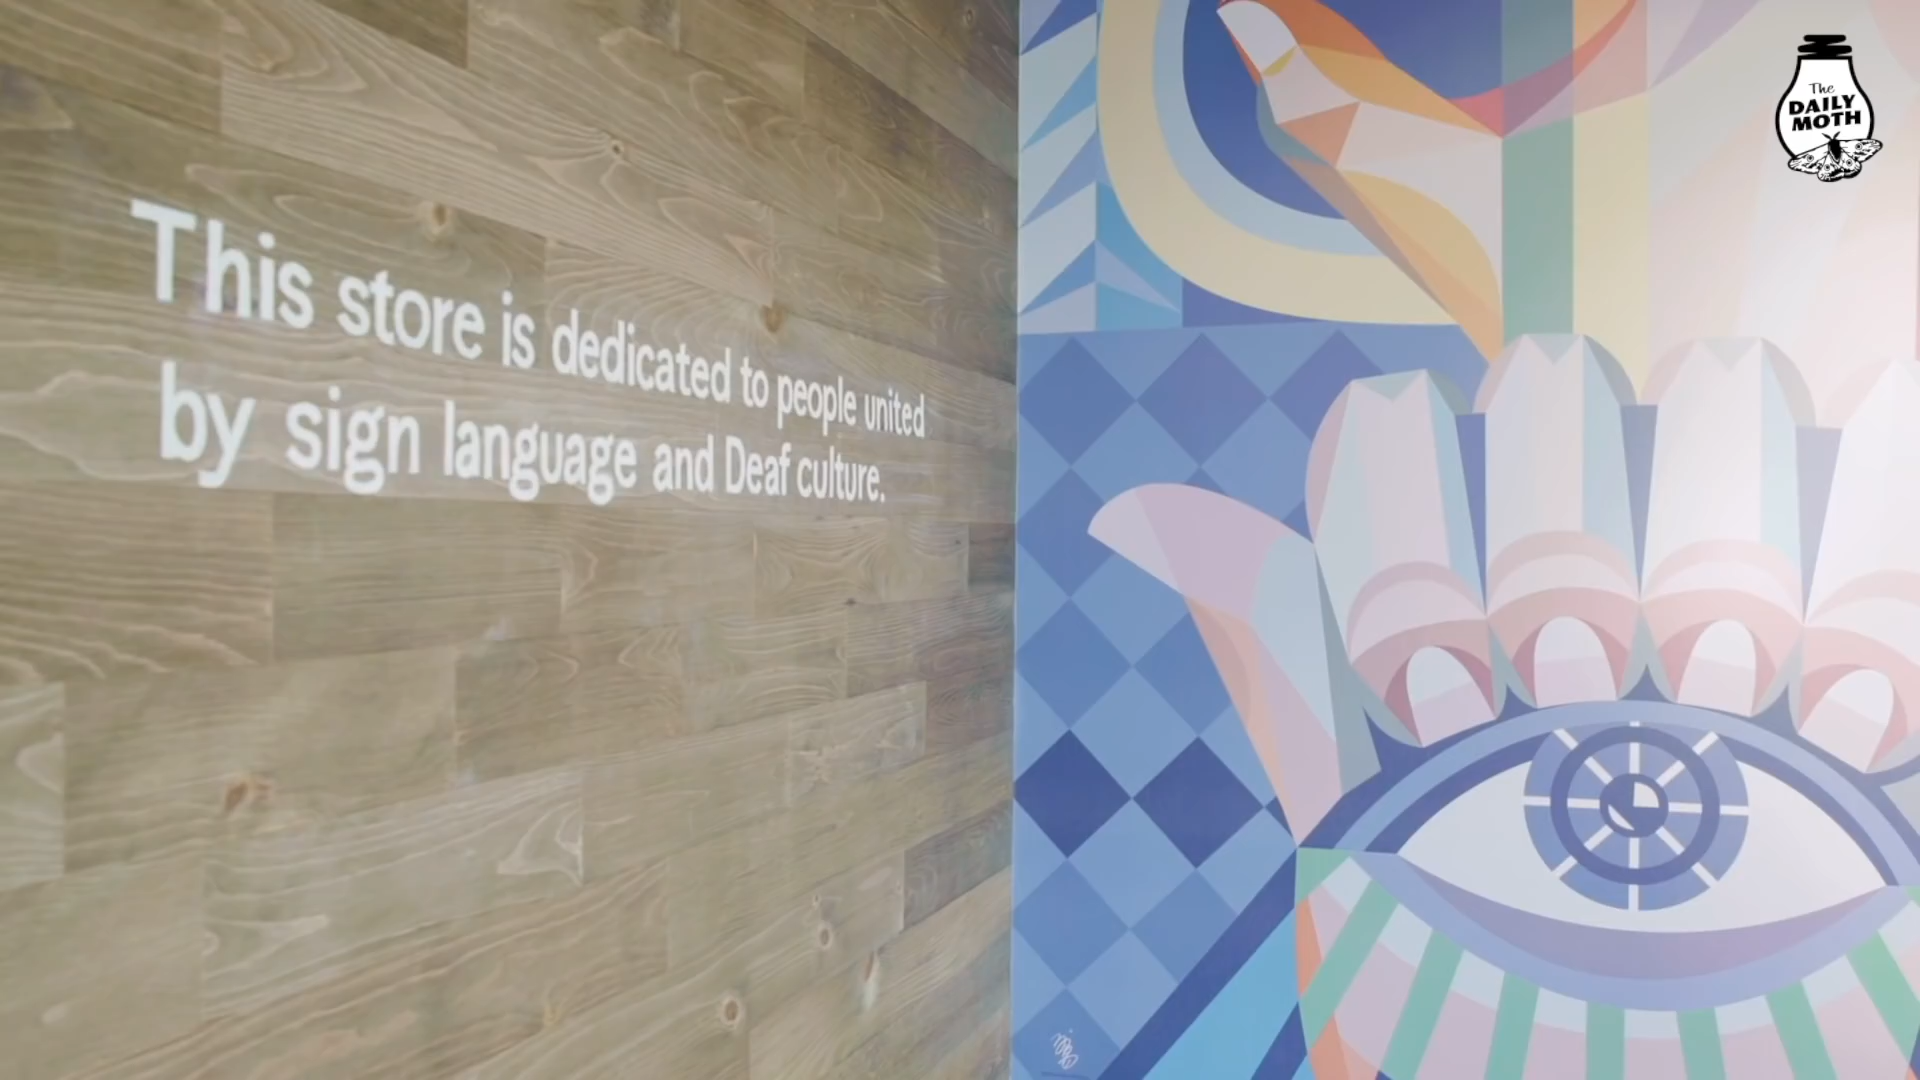 This store is dedicated to people united
by sign language and Deaf culture.
The
DAILY
MOTH